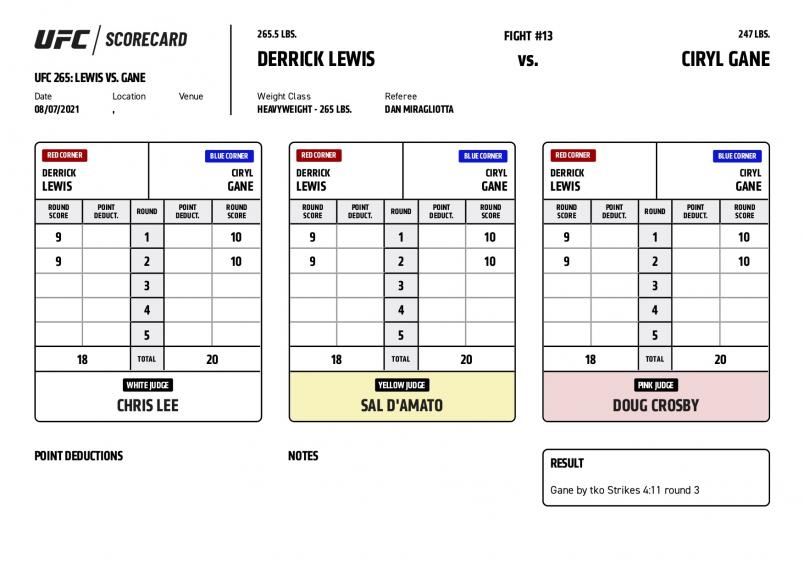 UFC / SCORECARD
UFC 265: LEWIS VS. GANE
Date Location Venue
08/07/2021 ,
265.5 LBS. FIGHT #13 247 LBS.
DERRICK LEWIS vs. CIRYL GANE
Weight Class Referee
HEAVYWEIGHT - 265 LBS. DAN MIRAGLIOTTA
RED CORNER BLUE CORNER
DERRICK CIRYL
LEWIS GANE
ROUND SCORE POINT DEDUCT. ROUND POINT DEDUCT. ROUND SCORE
9 1 10
9 2 10
3
4
5
18 TOTAL 20
WHITE JUDGE
CHRIS LEE
RED CORNER BLUE CORNER
DERRICK CIRYL
LEWIS GANE
ROUND SCORE POINT DEDUCT. ROUND POINT DEDUCT. ROUND SCORE
9 1 10
9 2 10
3
4
5
18 TOTAL 20
YELLOW JUDGE
SAL D'AMATO
RED CORNER BLUE CORNER
DERRICK CIRYL
LEWIS GANE
ROUND SCORE POINT DEDUCT. ROUND POINT DEDUCT. ROUND SCORE
9 1 10
9 2 10
3
4
5
18 TOTAL 20
PINK JUDGE
DOUG CROSBY
POINT DEDUCTIONS
NOTES
RESULT
Gane by tko Strikes 4:11 round 3